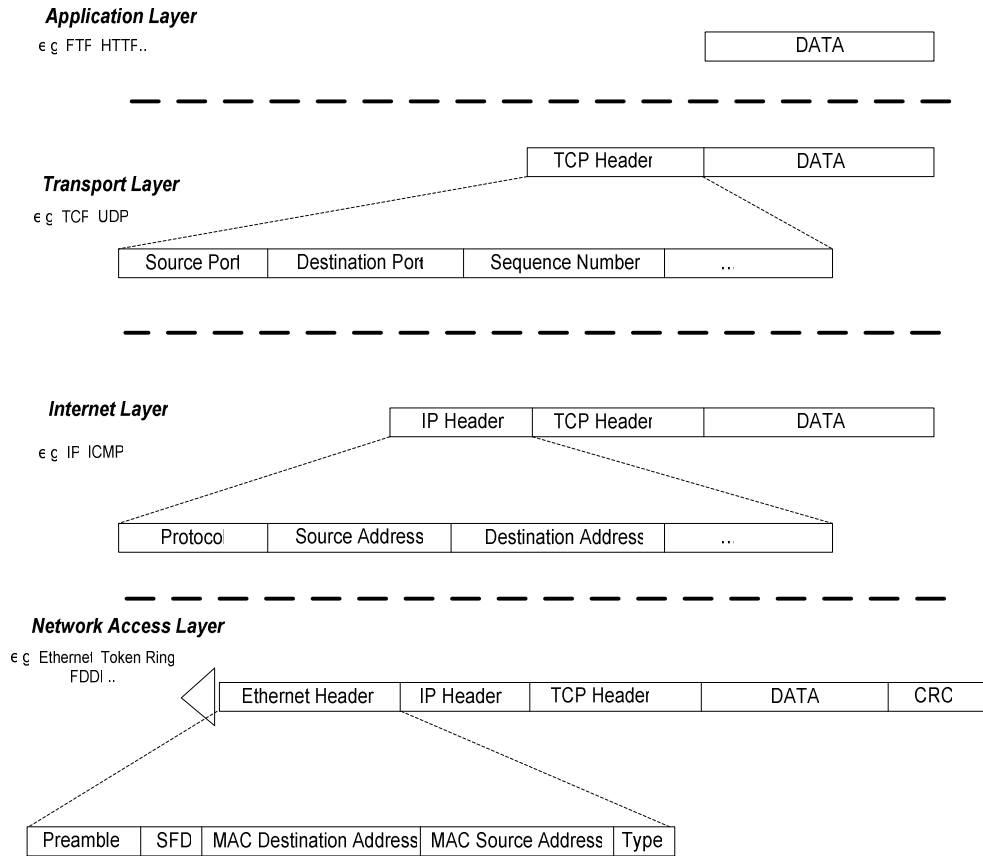 Application Layer
e g FTP HTTP..
DATA
TCP Header DATA
Transport Layer
e g TCP UDP
Source Port Destination Port Sequence Number ...
Internet Layer
IP Header TCP Header DATA
e g IP ICMP
Protocol Source Address Destination Address ...
Network Access Layer
e g Ethernet Token Ring
FDDI ..
Ethernet Header IP Header TCP Header DATA CRC
Preamble SFD MAC Destination Address MAC Source Address Type